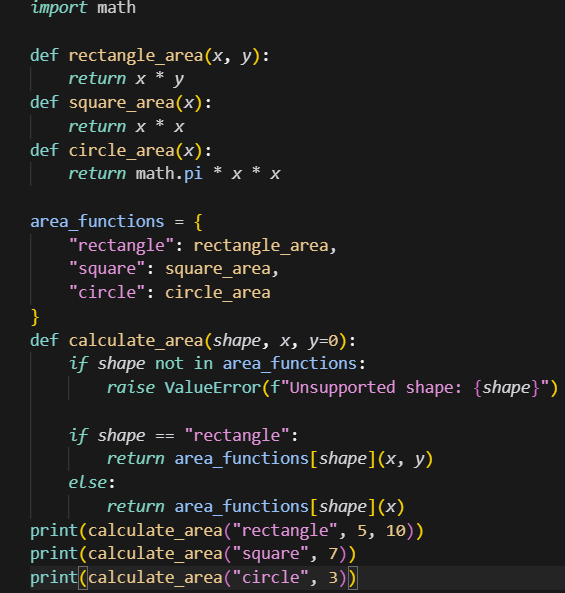 import math

def rectangle_area(x, y):
    return x * y
def square_area(x):
    return x * x
def circle_area(x):
    return math.pi * x * x

area_functions = {
    "rectangle": rectangle_area,
    "square": square_area,
    "circle": circle_area
}
def calculate_area(shape, x, y=0):
    if shape not in area_functions:
        raise ValueError(f"Unsupported shape: {shape}")

    if shape == "rectangle":
        return area_functions[shape](x, y)
    else:
        return area_functions[shape](x)
print(calculate_area("rectangle", 5, 10))
print(calculate_area("square", 7))
print(calculate_area("circle", 3))